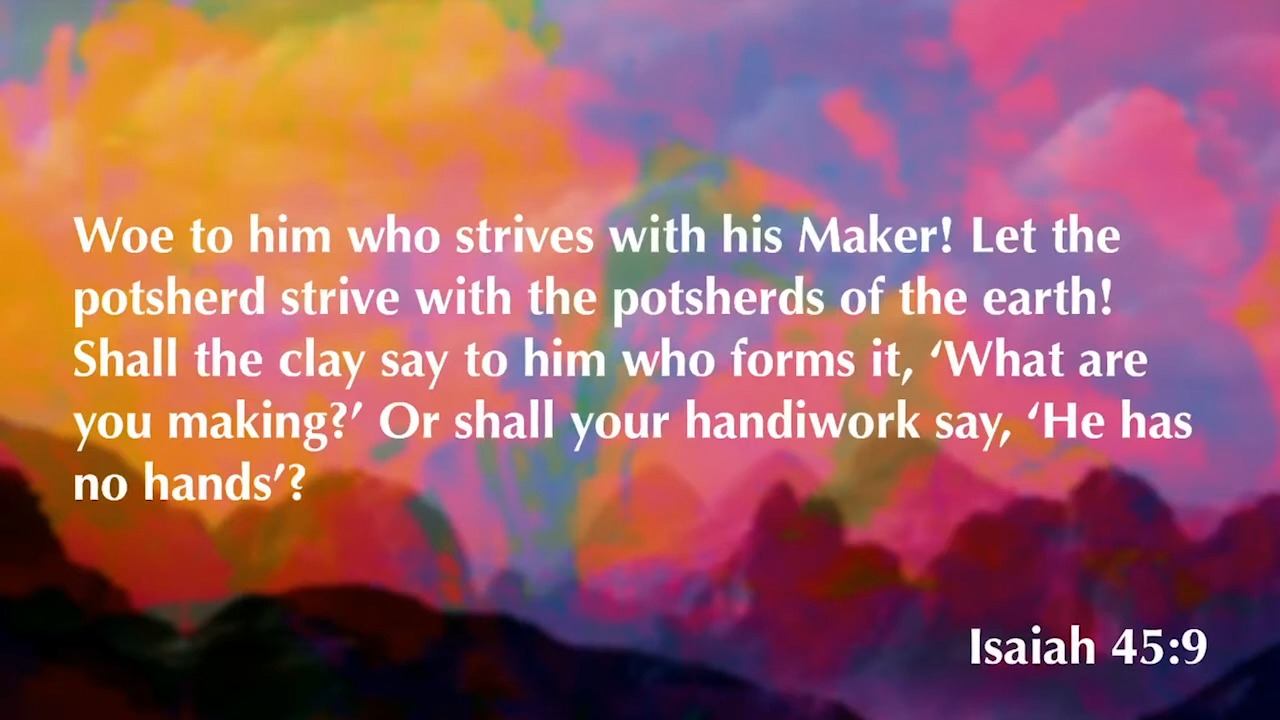 Woe to him who strives with his Maker! Let the
potsherd strive with the potsherds of the earth!
Shall the clay say to him who forms it, ‘What are
you making?’ Or shall your handiwork say, ‘He has
no hands’?
Isaiah 45:9